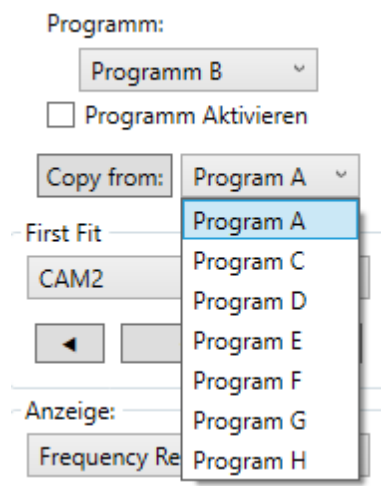 Programm:
Programm B
Programm Aktivieren
Copy from: Program A
Program A
First Fit
Program C
CAM2
Program D
Program E
Program F
Anzeige:
Program G
Frequency Re
Program H